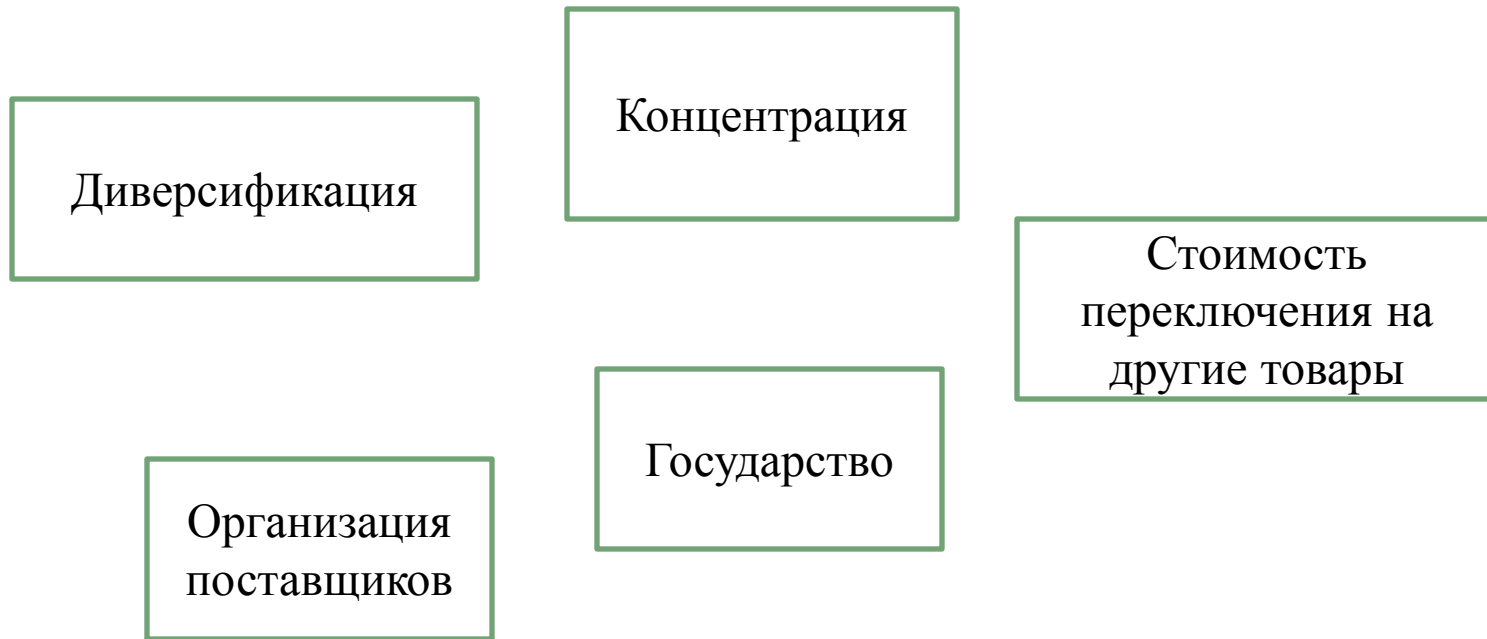 Концентрация
Диверсификация
Стоимость
переключения на
другие товары
Государство
Организация
поставщиков